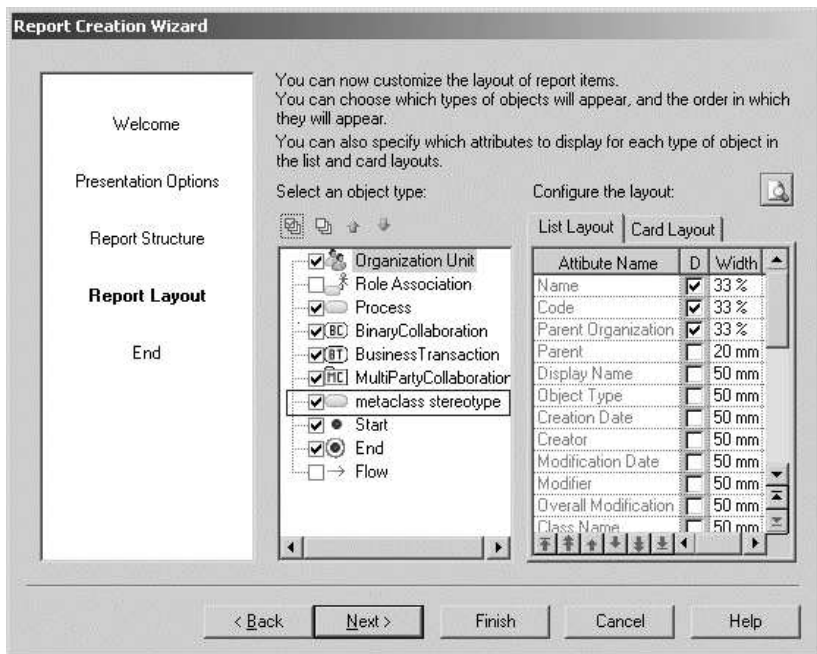 Report Creation Wizard
Welcome
Presentation Options
Report Structure
Report Layout
End
You can now customize the layout of report items.
You can choose which types of objects will appear, and the order in which
they will appear.
You can also specify which attributes to display for each type of object in
the list and card layouts.
Select an object type:
Organization Unit
Role Association
Process
BC BinaryCollaboration
BT BusinessTransaction
MC MultiPartyCollaboration
metaclass stereotype
Start
End
Flow
Configure the layout:
List Layout Card Layout
Attibute Name D Width
Name 33 %
Code 33 %
Parent Organization 33 %
Parent 20 mm
Display Name 50 mm
Object Type 50 mm
Creation Date 50 mm
Creator 50 mm
Modification Date 50 mm
Modifier 50 mm
Overall Modification 50 mm
Class Name 50 mm
< Back Next > Finish Cancel Help